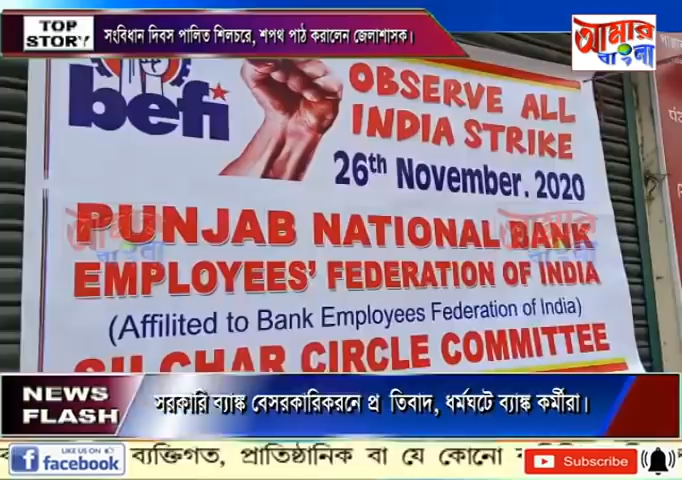 TOP STORY
সংবিধান দিবস পালিত শিলচরে, শপথ পাঠ করালেন জেলাশাসক।
আমার বাংলা
befi
OBSERVE ALL
INDIA STRIKE
26th November. 2020
PUNJAB NATIONAL BANK
EMPLOYEES' FEDERATION OF INDIA
(Affilited to Bank Employees Federation of India)
SILCHAR CIRCLE COMMITTEE
NEWS FLASH
সরকারি ব্যাঙ্ক বেসরকারিকরনে প্র তিবাদ, ধর্মঘটে ব্যাঙ্ক কর্মীরা।
LIKE US ON
facebook
ব্যক্তিগত, প্রাতিষ্ঠানিক বা যে কোনো
Subscribe